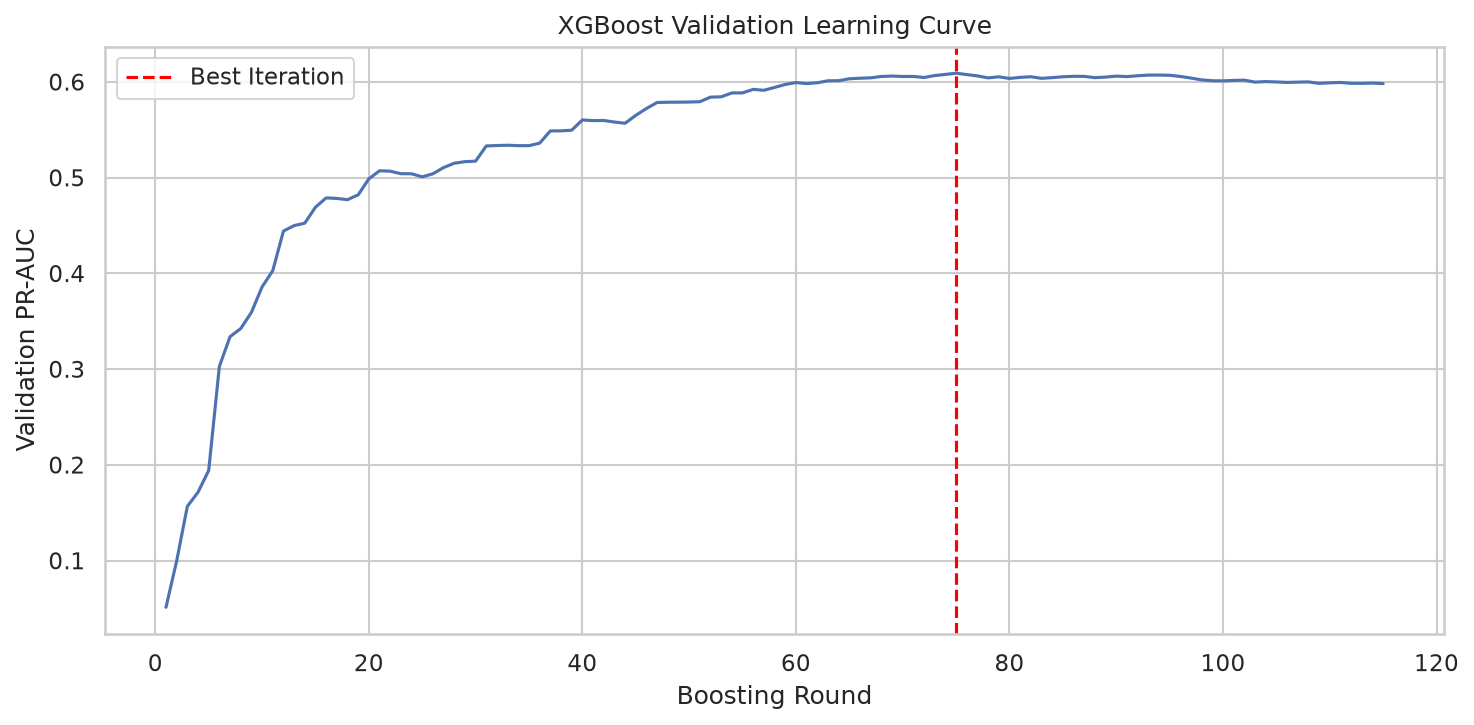 XGBoost Validation Learning Curve
Best Iteration
Validation PR-AUC
0.6
0.5
0.4
0.3
0.2
0.1
0 20 40 60 80 100 120
Boosting Round